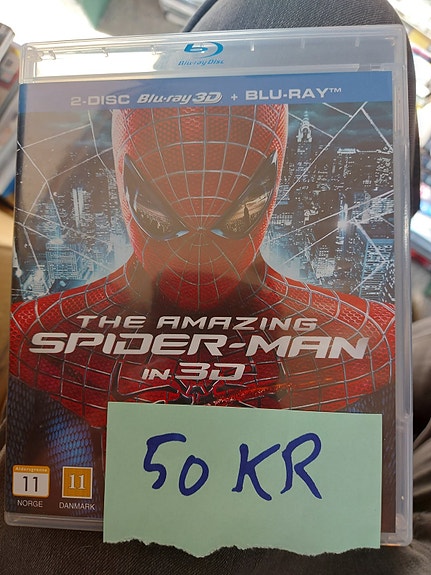 Blu-ray Disc
2-DISC Blu-ray 3D + BLU-RAY™
THE AMAZING
SPIDER-MAN
IN 3D
50 KR
11 11
NORGE DANMARK